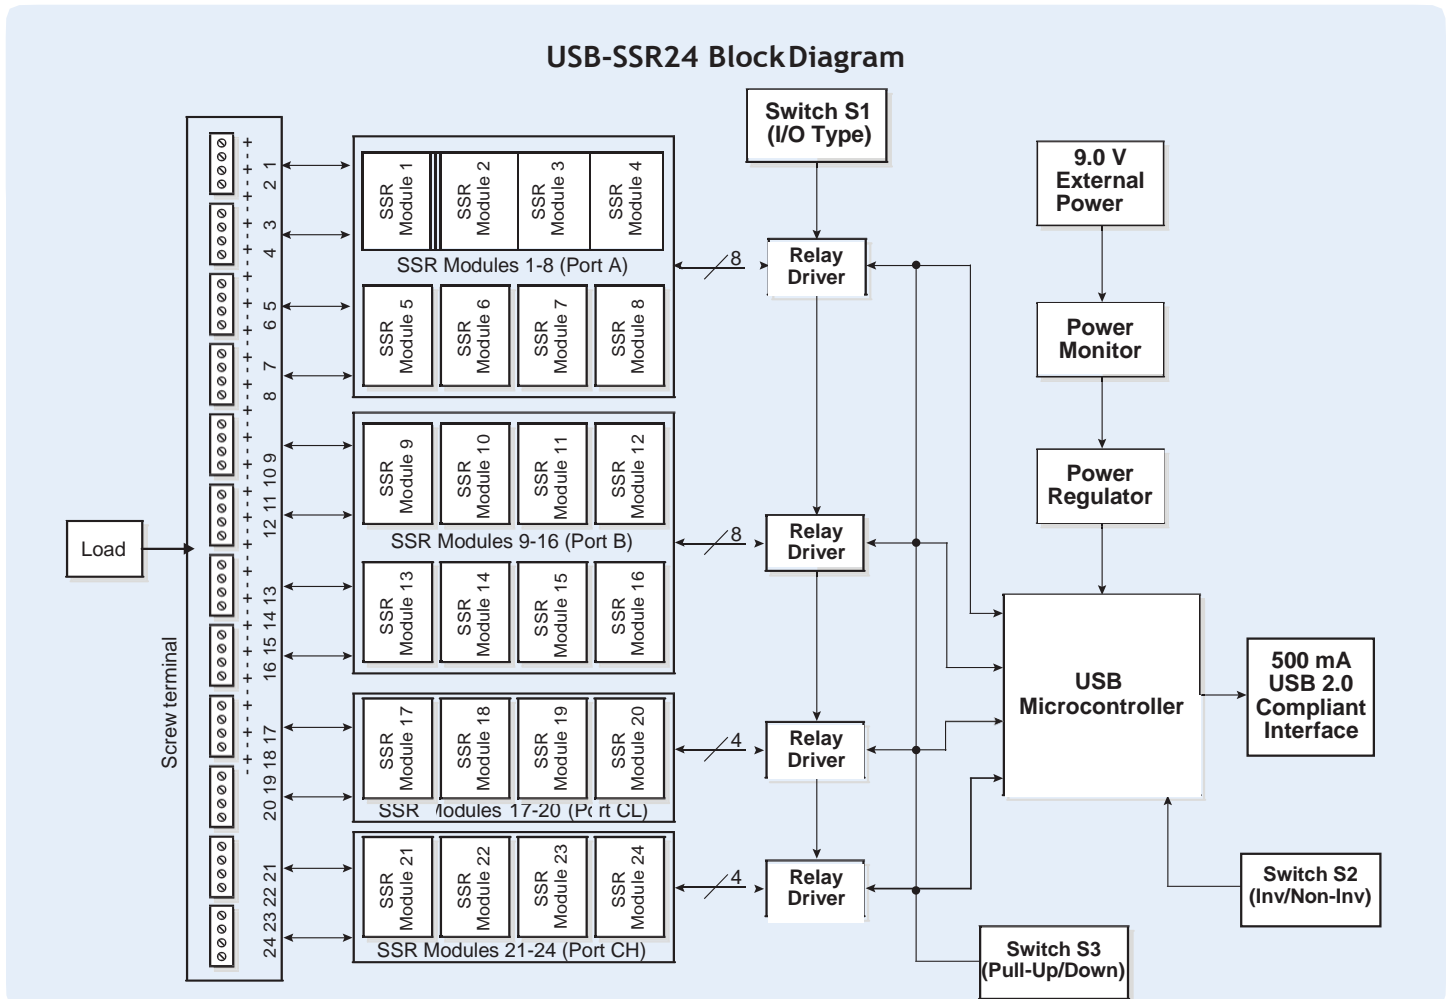 USB-SSR24 BlockDiagram
Switch S1
(I/O Type)
9.0 V
External
Power
Power
Monitor
Power
Regulator
USB
Microcontroller
500 mA
USB 2.0
Compliant
Interface
Switch S2
(Inv/Non-Inv)
Switch S3
(Pull-Up/Down)
Relay
Driver
Relay
Driver
Relay
Driver
Relay
Driver
8
8
4
4
SSR
Module 1
SSR
Module 2
SSR
Module 3
SSR
Module 4
SSR Modules 1-8 (Port A)
SSR
Module 5
SSR
Module 6
SSR
Module 7
SSR
Module 8
SSR
Module 9
SSR
Module 10
SSR
Module 11
SSR
Module 12
SSR Modules 9-16 (Port B)
SSR
Module 13
SSR
Module 14
SSR
Module 15
SSR
Module 16
SSR
Module 17
SSR
Module 18
SSR
Module 19
SSR
Module 20
SSR Modules 17-20 (Port CL)
SSR
Module 21
SSR
Module 22
SSR
Module 23
SSR
Module 24
SSR Modules 21-24 (Port CH)
Load
Screw terminal
1
2
3
4
5
6
7
8
9
10
11
12
13
14
15
16
17
18
19
20
21
22
23
24
+ - + - + - + - + - + - + - + - + - + - + - + - + - + - + - + - + - + -